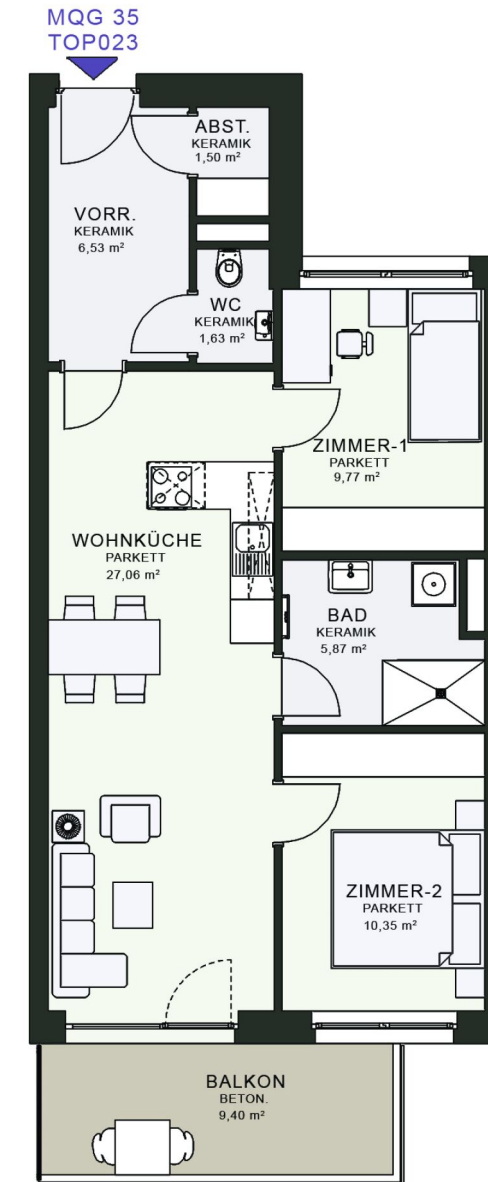 MQG 35
TOP023
ABST.
KERAMIK
1,50 m²
VORR.
KERAMIK
6,53 m²
WC
KERAMIK
1,63 m²
ZIMMER-1
PARKETT
9,77 m²
WOHNKÜCHE
PARKETT
27,06 m²
BAD
KERAMIK
5,87 m²
ZIMMER-2
PARKETT
10,35 m²
BALKON
BETON.
9,40 m²